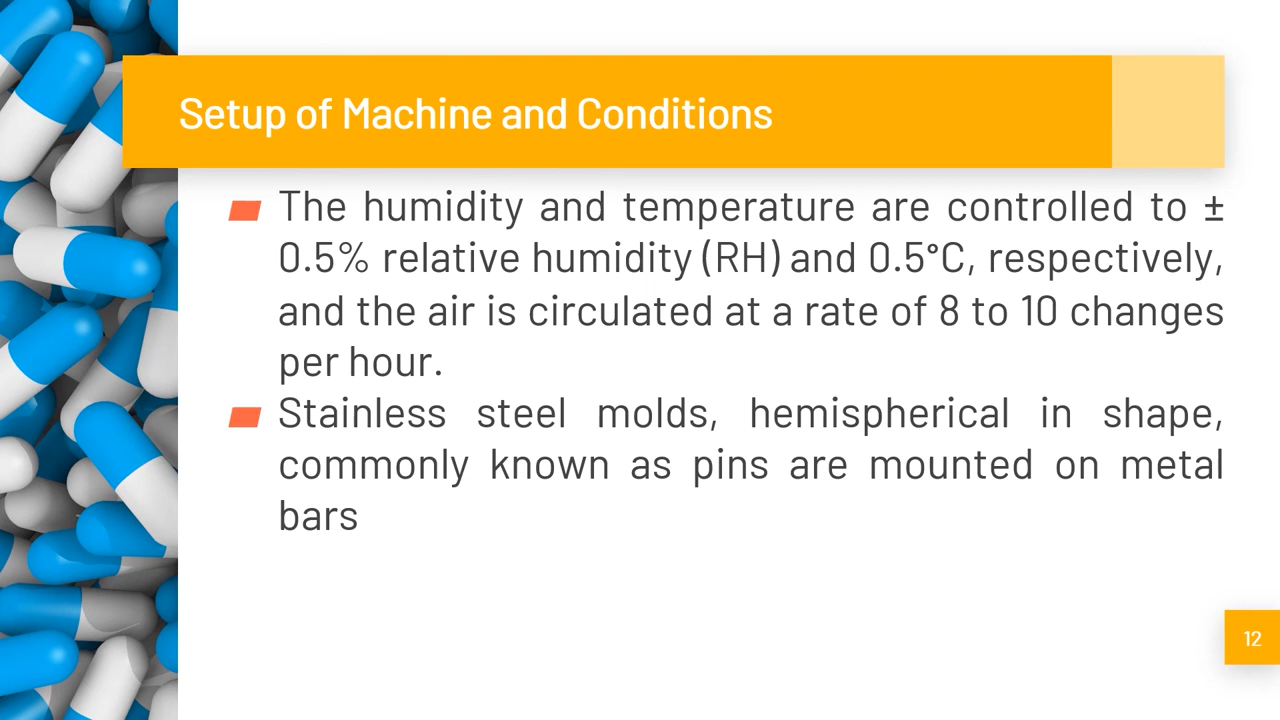 Setup of Machine and Conditions
The humidity and temperature are controlled to ±
0.5% relative humidity (RH) and 0.5°C, respectively,
and the air is circulated at a rate of 8 to 10 changes
per hour.
Stainless steel molds, hemispherical in shape,
commonly known as pins are mounted on metal
bars
12